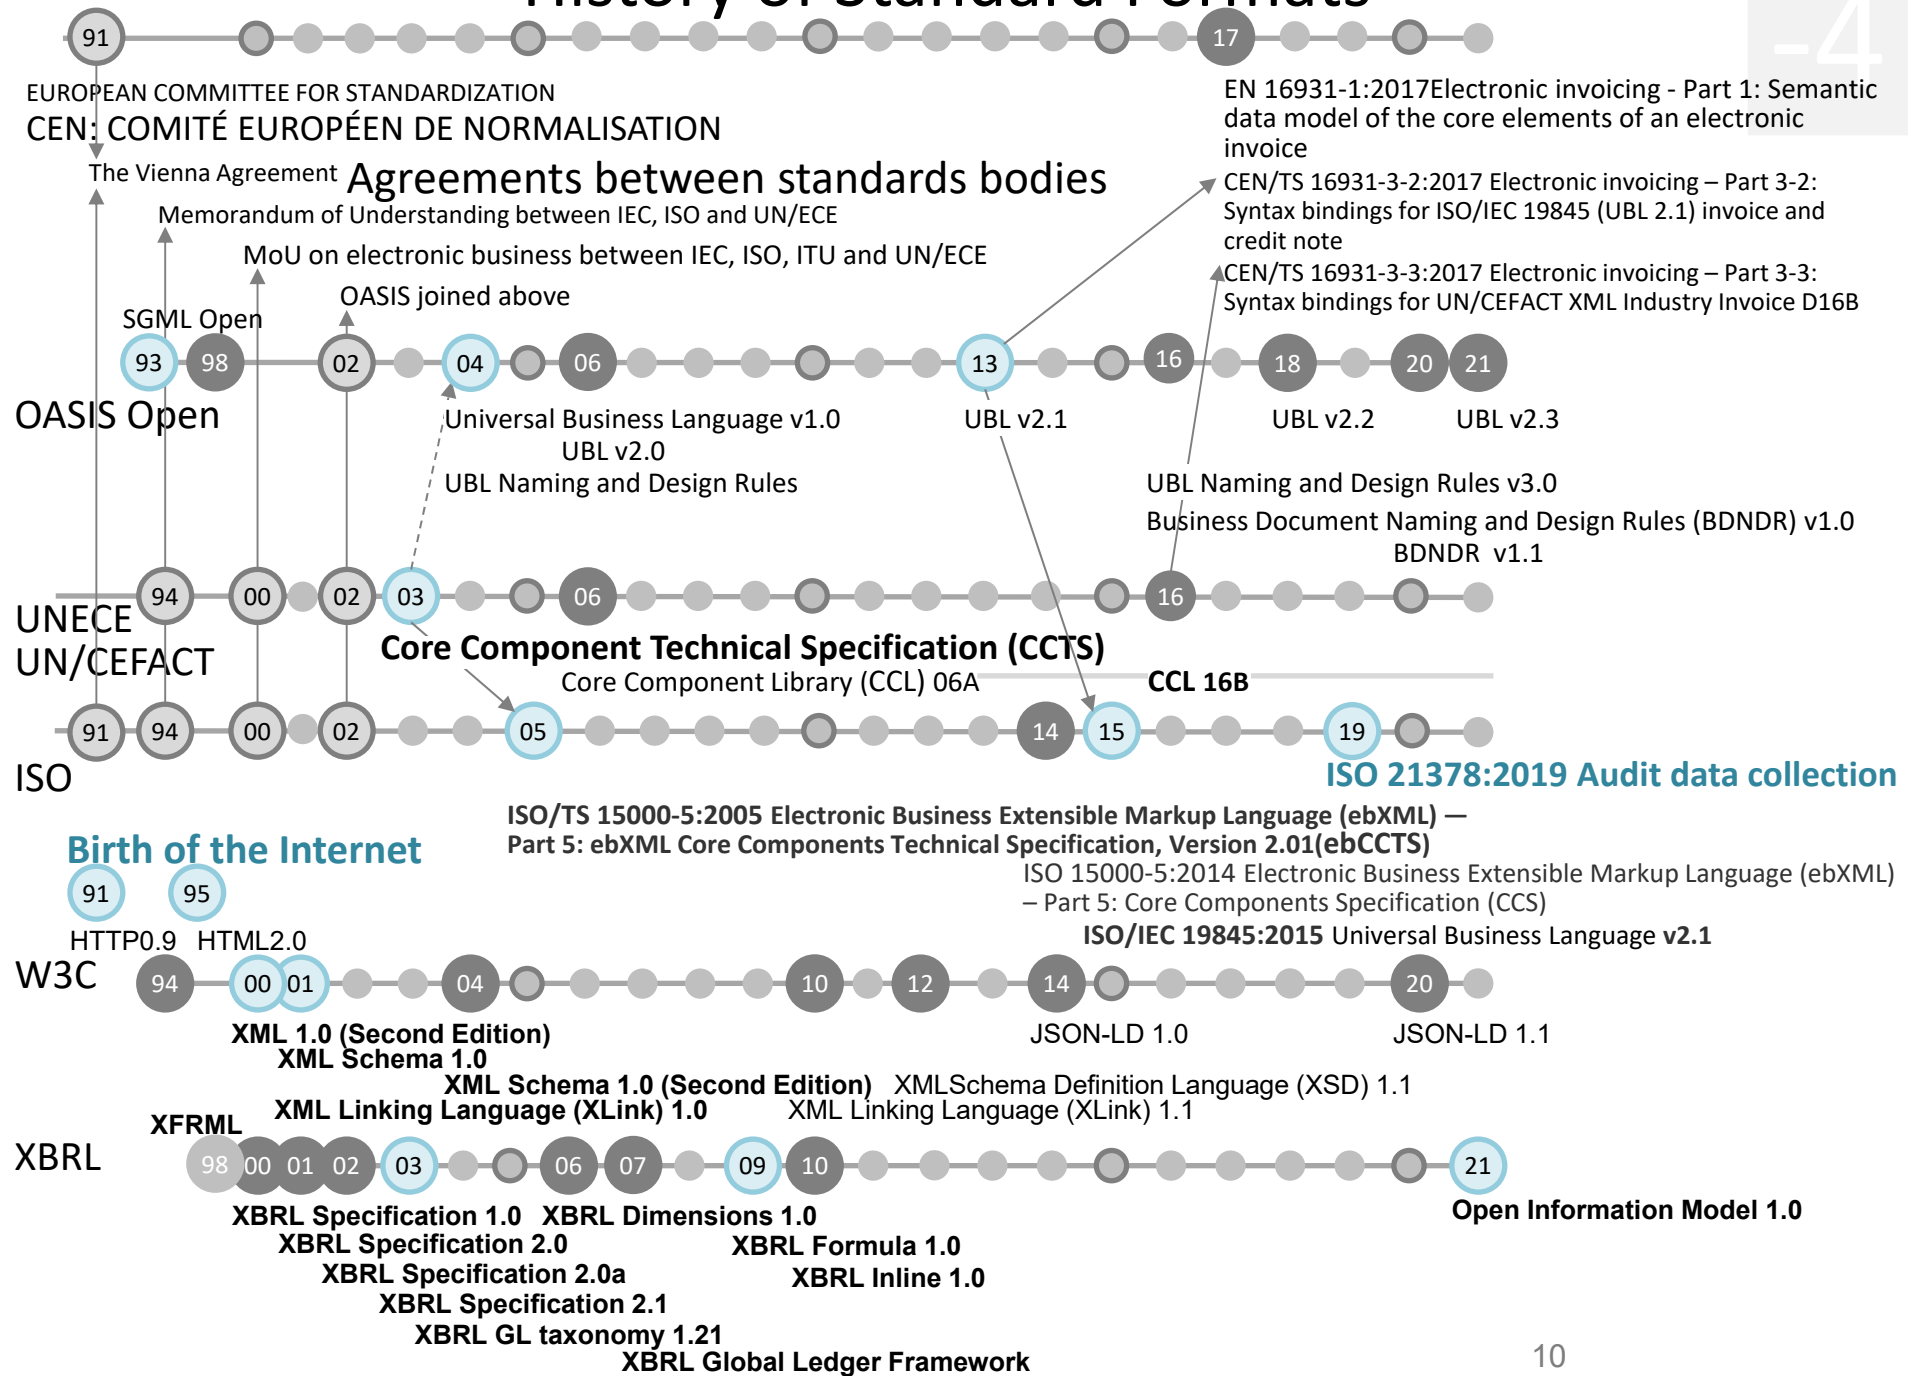 History of Standard Formats
-4
91
17
EUROPEAN COMMITTEE FOR STANDARDIZATION
CEN: COMITÉ EUROPÉEN DE NORMALISATION
EN 16931-1:2017Electronic invoicing - Part 1: Semantic
data model of the core elements of an electronic
invoice
CEN/TS 16931-3-2:2017 Electronic invoicing – Part 3-2:
Syntax bindings for ISO/IEC 19845 (UBL 2.1) invoice and
credit note
CEN/TS 16931-3-3:2017 Electronic invoicing – Part 3-3:
Syntax bindings for UN/CEFACT XML Industry Invoice D16B
The Vienna Agreement
Agreements between standards bodies
Memorandum of Understanding between IEC, ISO and UN/ECE
MoU on electronic business between IEC, ISO, ITU and UN/ECE
OASIS joined above
SGML Open
93 98 02 04 06 13 16 18 20 21
OASIS Open
Universal Business Language v1.0
UBL v2.0
UBL Naming and Design Rules
UBL v2.1
UBL v2.2
UBL v2.3
UBL Naming and Design Rules v3.0
Business Document Naming and Design Rules (BDNDR) v1.0
BDNDR v1.1
94 00 02 03 06 16
UNECE
UN/CEFACT
Core Component Technical Specification (CCTS)
Core Component Library (CCL) 06A
CCL 16B
91 94 00 02 05 14 15 19
ISO
ISO 21378:2019 Audit data collection
ISO/TS 15000-5:2005 Electronic Business Extensible Markup Language (ebXML) —
Part 5: ebXML Core Components Technical Specification, Version 2.01(ebCCTS)
ISO 15000-5:2014 Electronic Business Extensible Markup Language (ebXML)
– Part 5: Core Components Specification (CCS)
ISO/IEC 19845:2015 Universal Business Language v2.1
Birth of the Internet
91 95
HTTP0.9 HTML2.0
W3C
94 00 01 04 10 12 14 20
XML 1.0 (Second Edition)
XML Schema 1.0
XML Schema 1.0 (Second Edition)
XMLSchema Definition Language (XSD) 1.1
XML Linking Language (XLink) 1.0
XML Linking Language (XLink) 1.1
JSON-LD 1.0
JSON-LD 1.1
XFRML
XBRL
98 00 01 02 03 06 07 09 10 21
XBRL Specification 1.0
XBRL Dimensions 1.0
Open Information Model 1.0
XBRL Specification 2.0
XBRL Formula 1.0
XBRL Specification 2.0a
XBRL Inline 1.0
XBRL Specification 2.1
XBRL GL taxonomy 1.21
XBRL Global Ledger Framework
10